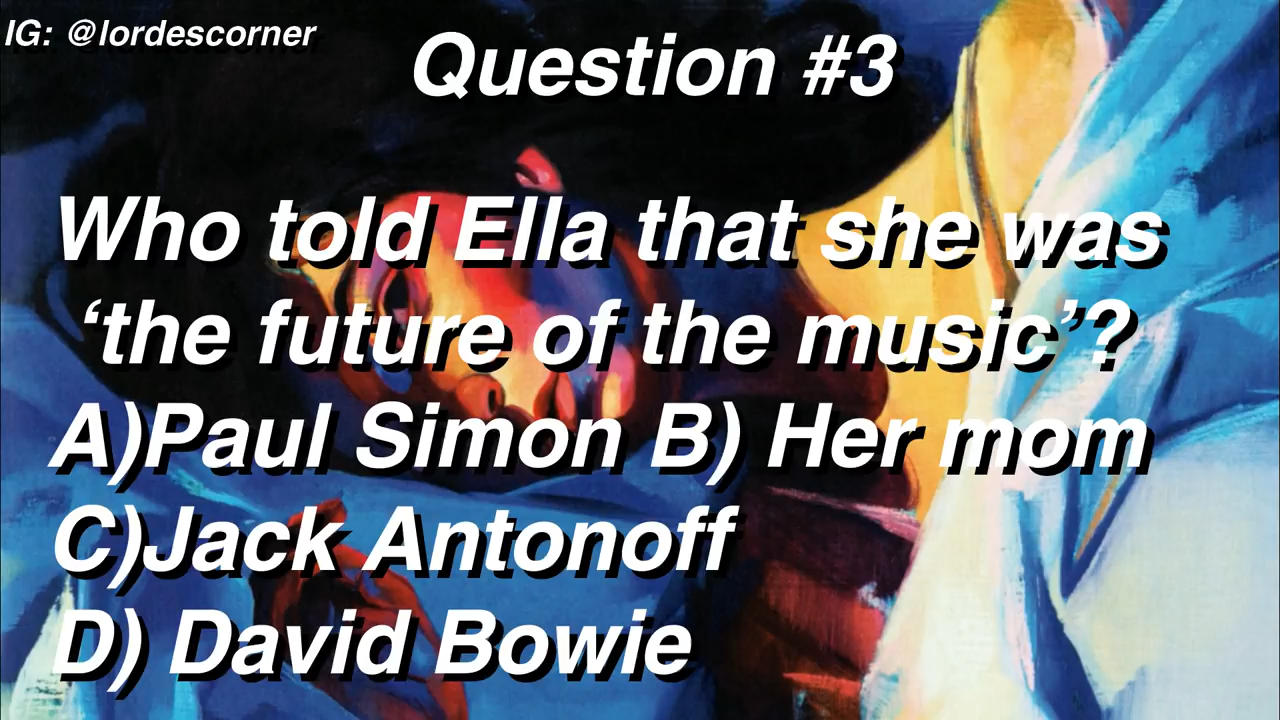 IG: @lordescorner
Question #3
Who told Ella that she was
‘the future of the music’?
A)Paul Simon B) Her mom
C)Jack Antonoff
D) David Bowie